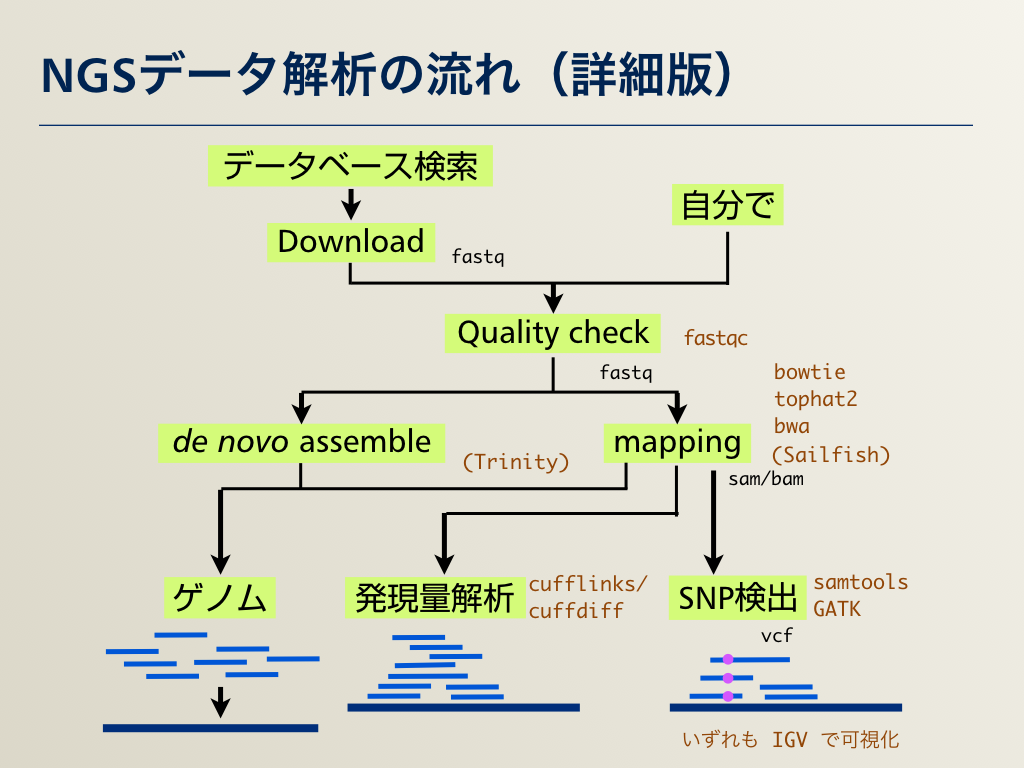 NGSデータ解析の流れ（詳細版）
データベース検索
自分で
Download
fastq
Quality check
fastqc
fastq
bowtie
tophat2
bwa
(Sailfish)
de novo assemble
(Trinity)
mapping
sam/bam
ゲノム
発現量解析
cufflinks/
cuffdiff
SNP検出
samtools
GATK
vcf
いずれも IGV で可視化